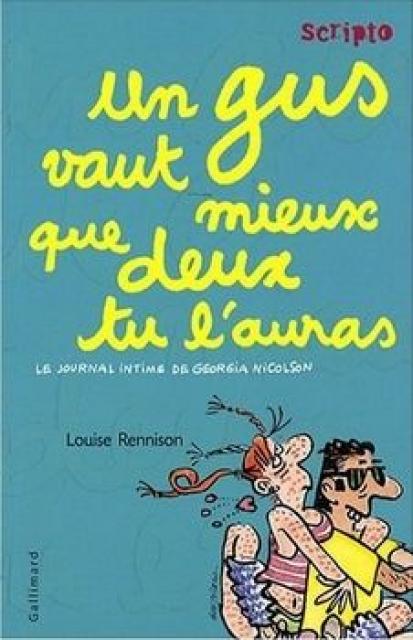 scripto
un gus
vaut mieux
que deux
tu l'auras
LE JOURNAL INTIME DE GEORGIA NICOLSON
Louise Rennison
Gallimard